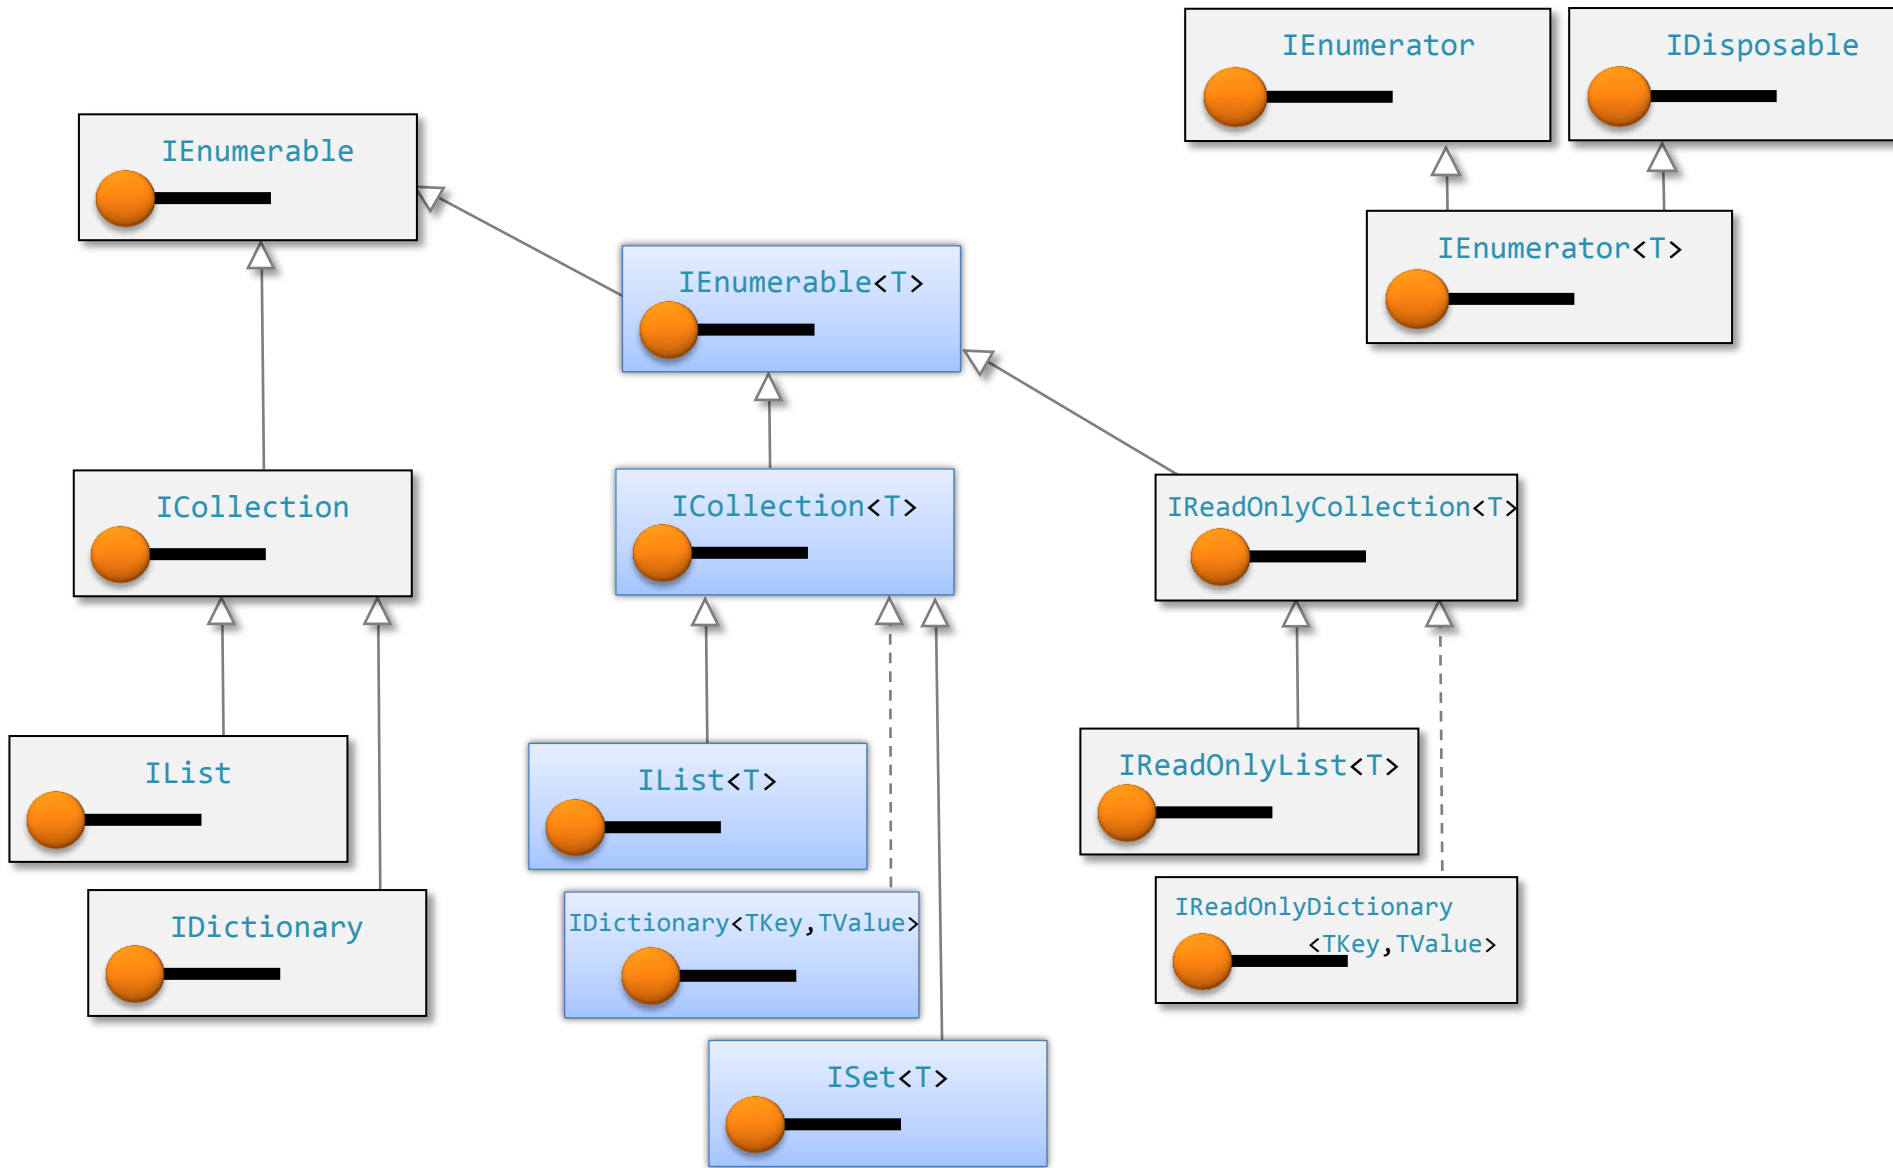 IEnumerator
IDisposable
IEnumerable
IEnumerator<T>
IEnumerable<T>
ICollection
ICollection<T>
IReadOnlyCollection<T>
IList
IList<T>
IReadOnlyList<T>
IDictionary
IDictionary<TKey,TValue>
IReadOnlyDictionary
<TKey,TValue>
ISet<T>